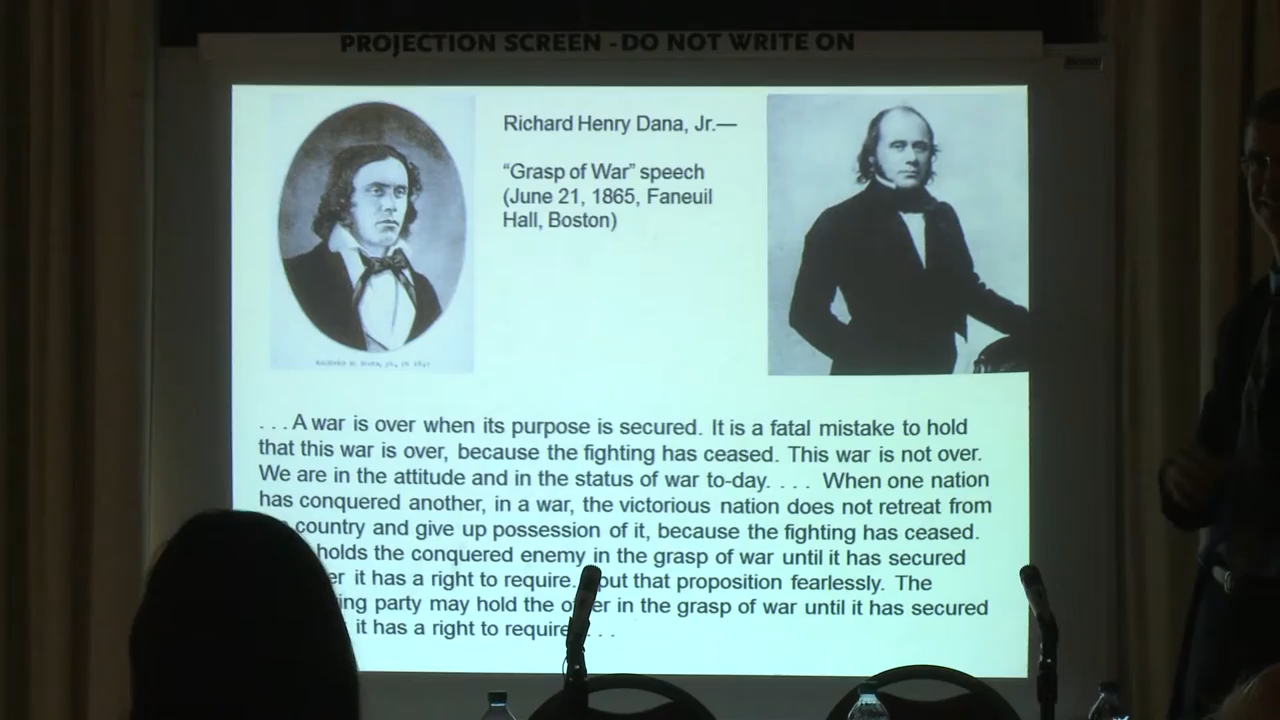 PROJECTION SCREEN - DO NOT WRITE ON
Richard Henry Dana, Jr.—
“Grasp of War” speech
(June 21, 1865, Faneuil
Hall, Boston)
RICHARD H. DANA, JR., IN 1842
. . . A war is over when its purpose is secured. It is a fatal mistake to hold
that this war is over, because the fighting has ceased. This war is not over.
We are in the attitude and in the status of war to-day. . . . When one nation
has conquered another, in a war, the victorious nation does not retreat from
country and give up possession of it, because the fighting has ceased.
holds the conquered enemy in the grasp of war until it has secured
it has a right to require. put that proposition fearlessly. The
party may hold the other in the grasp of war until it has secured
it has a right to require . . .